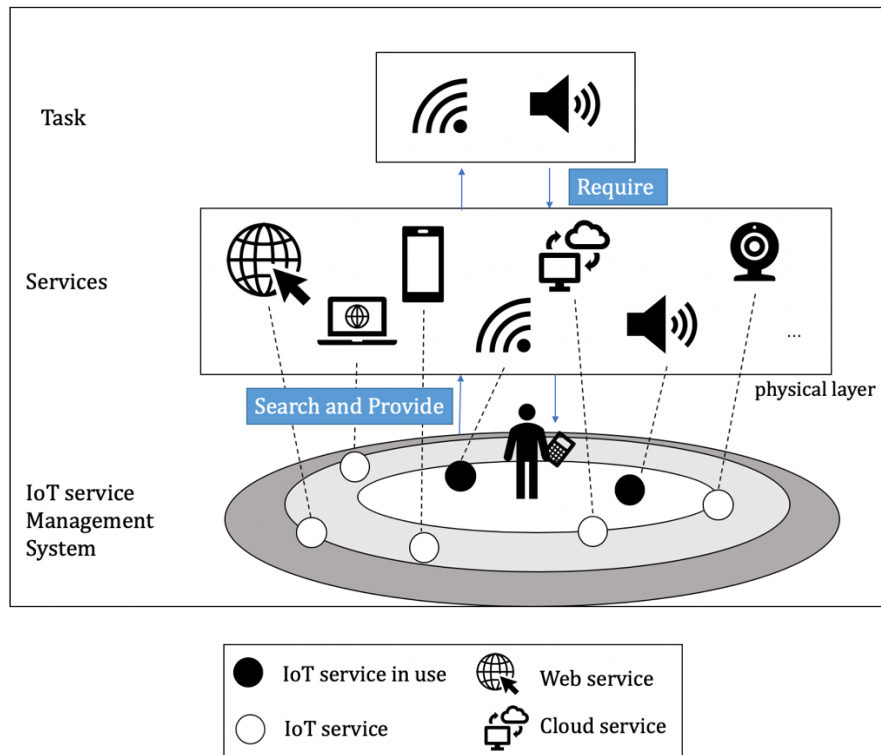 Task
Require
Services
...
physical layer
Search and Provide
IoT service
Management
System
IoT service in use
Web service
IoT service
Cloud service